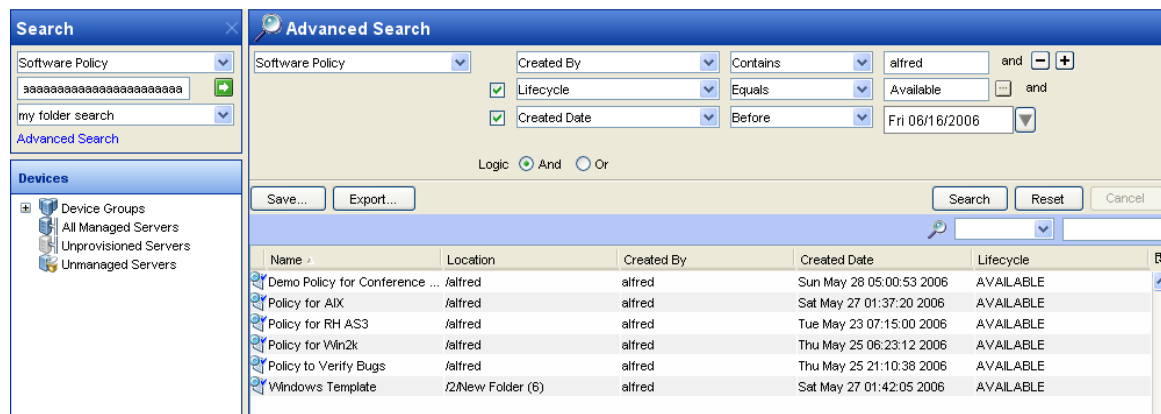 Search
Software Policy
aaaaaaaaaaaaaaaaaaaaaaa
my folder search
Advanced Search
Devices
Device Groups
All Managed Servers
Unprovisioned Servers
Unmanaged Servers
Advanced Search
Software Policy Created By Contains alfred and
Lifecycle Equals Available ... and
Created Date Before Fri 06/16/2006
Logic And Or
Save... Export... Search Reset Cancel
Name Location Created By Created Date Lifecycle
Demo Policy for Conference ... /alfred alfred Sun May 28 05:00:53 2006 AVAILABLE
Policy for AIX /alfred alfred Sat May 27 01:37:20 2006 AVAILABLE
Policy for RH AS3 /alfred alfred Tue May 23 07:15:00 2006 AVAILABLE
Policy for Win2k /alfred alfred Thu May 25 06:23:12 2006 AVAILABLE
Policy to Verify Bugs /alfred alfred Thu May 25 21:10:38 2006 AVAILABLE
Windows Template /2/New Folder (6) alfred Sat May 27 01:42:05 2006 AVAILABLE